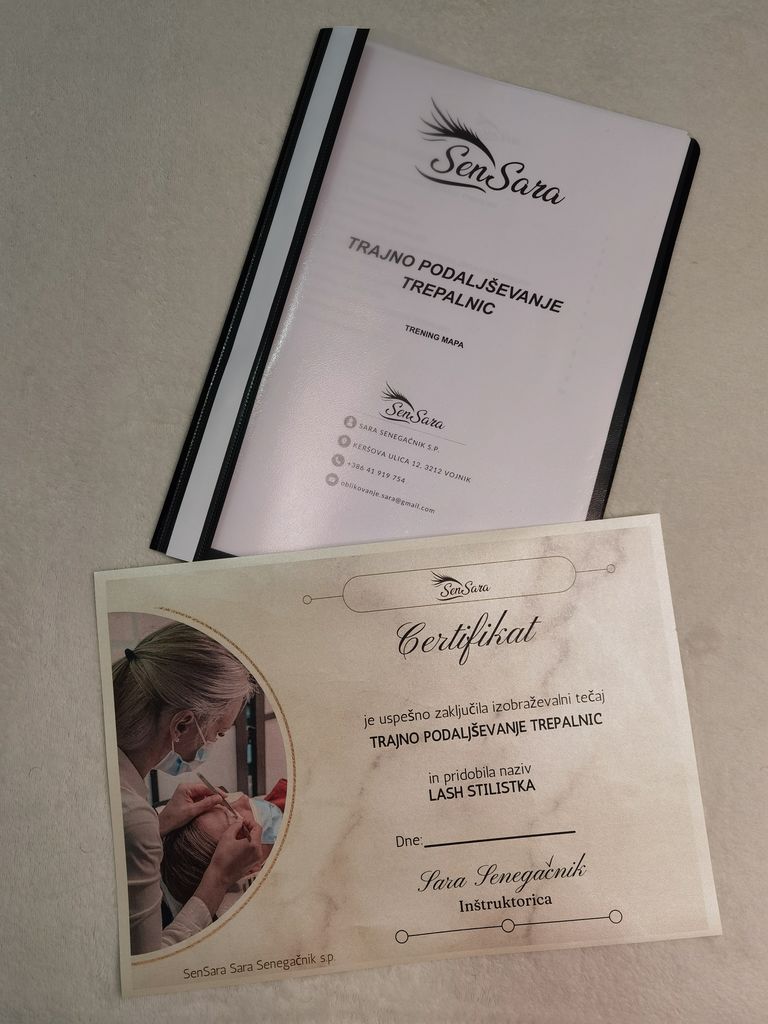 SenSara
TRAJNO PODALJŠEVANJE
TREPALNIC
TRENING MAPA
SenSara
SARA SENEGAČNIK S.P.
KERŠOVA ULICA 12, 3212 VOJNIK
+386 41 919 754
oblikovanje.sara@gmail.com
SenSara
Certifikat
je uspešno zaključila izobraževalni tečaj
TRAJNO PODALJŠEVANJE TREPALNIC
in pridobila naziv
LASH STILISTKA
Dne:
Sara Senegačnik
Inštruktorica
SenSara Sara Senegačnik s.p.